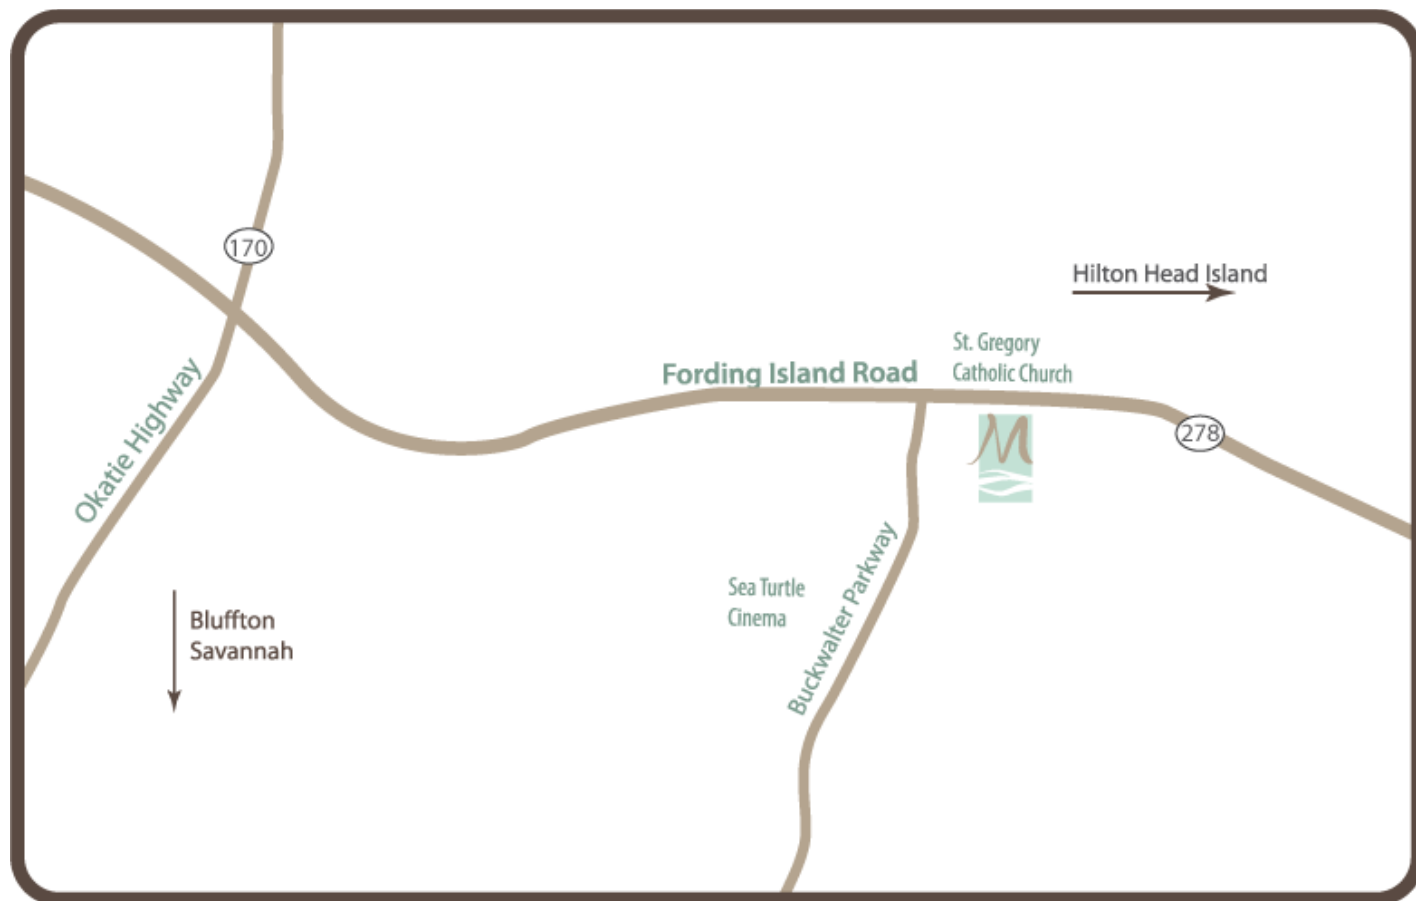 170
Hilton Head Island
St. Gregory
Catholic Church
Fording Island Road
Okatie Highway
M
278
Buckwalter Parkway
Sea Turtle
Cinema
Bluffton
Savannah